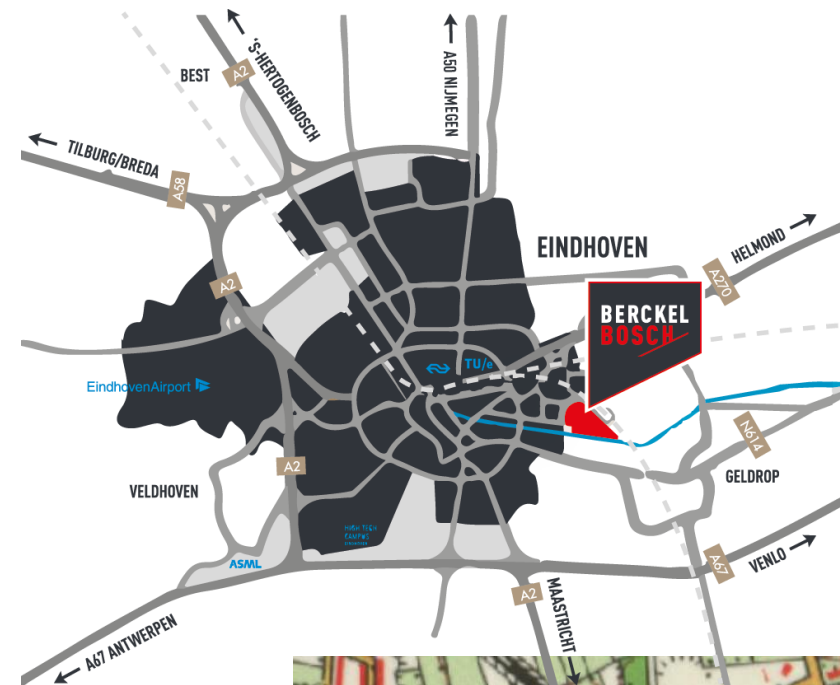 'S-HERTOGENBOSCH
A2
BEST
A50 NIJMEGEN
TILBURG/BREDA
A58
EINDHOVEN
HELMOND
A270
A2
BERCKEL
BOSCH
TU/e
EindhovenAirport
N614
A2
GELDROP
VELDHOVEN
HIGH TECH
CAMPUS
EINDHOVEN
ASML
A67
VENLO
A2
MAASTRICHT
A67 ANTWERPEN